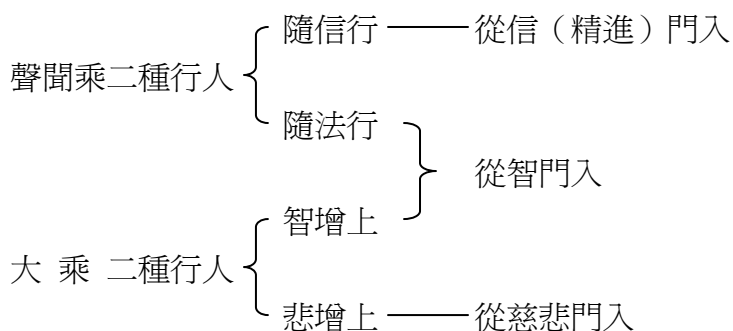 隨信行 從信（精進）門入
聲聞乘二種行人
隨法行
從智門入
智增上
大 乘 二種行人
悲增上 從慈悲門入